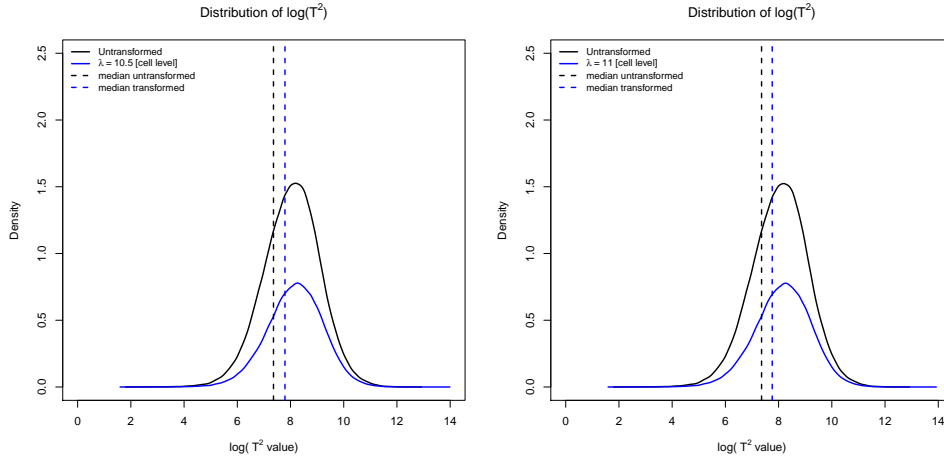 Distribution of log(T²)
Untransformed
λ = 10.5 [cell level]
median untransformed
median transformed
Density
0.0 0.5 1.0 1.5 2.0 2.5
0 2 4 6 8 10 12 14
log( T² value)
Distribution of log(T²)
Untransformed
λ = 11 [cell level]
median untransformed
median transformed
Density
0.0 0.5 1.0 1.5 2.0 2.5
0 2 4 6 8 10 12 14
log( T² value)